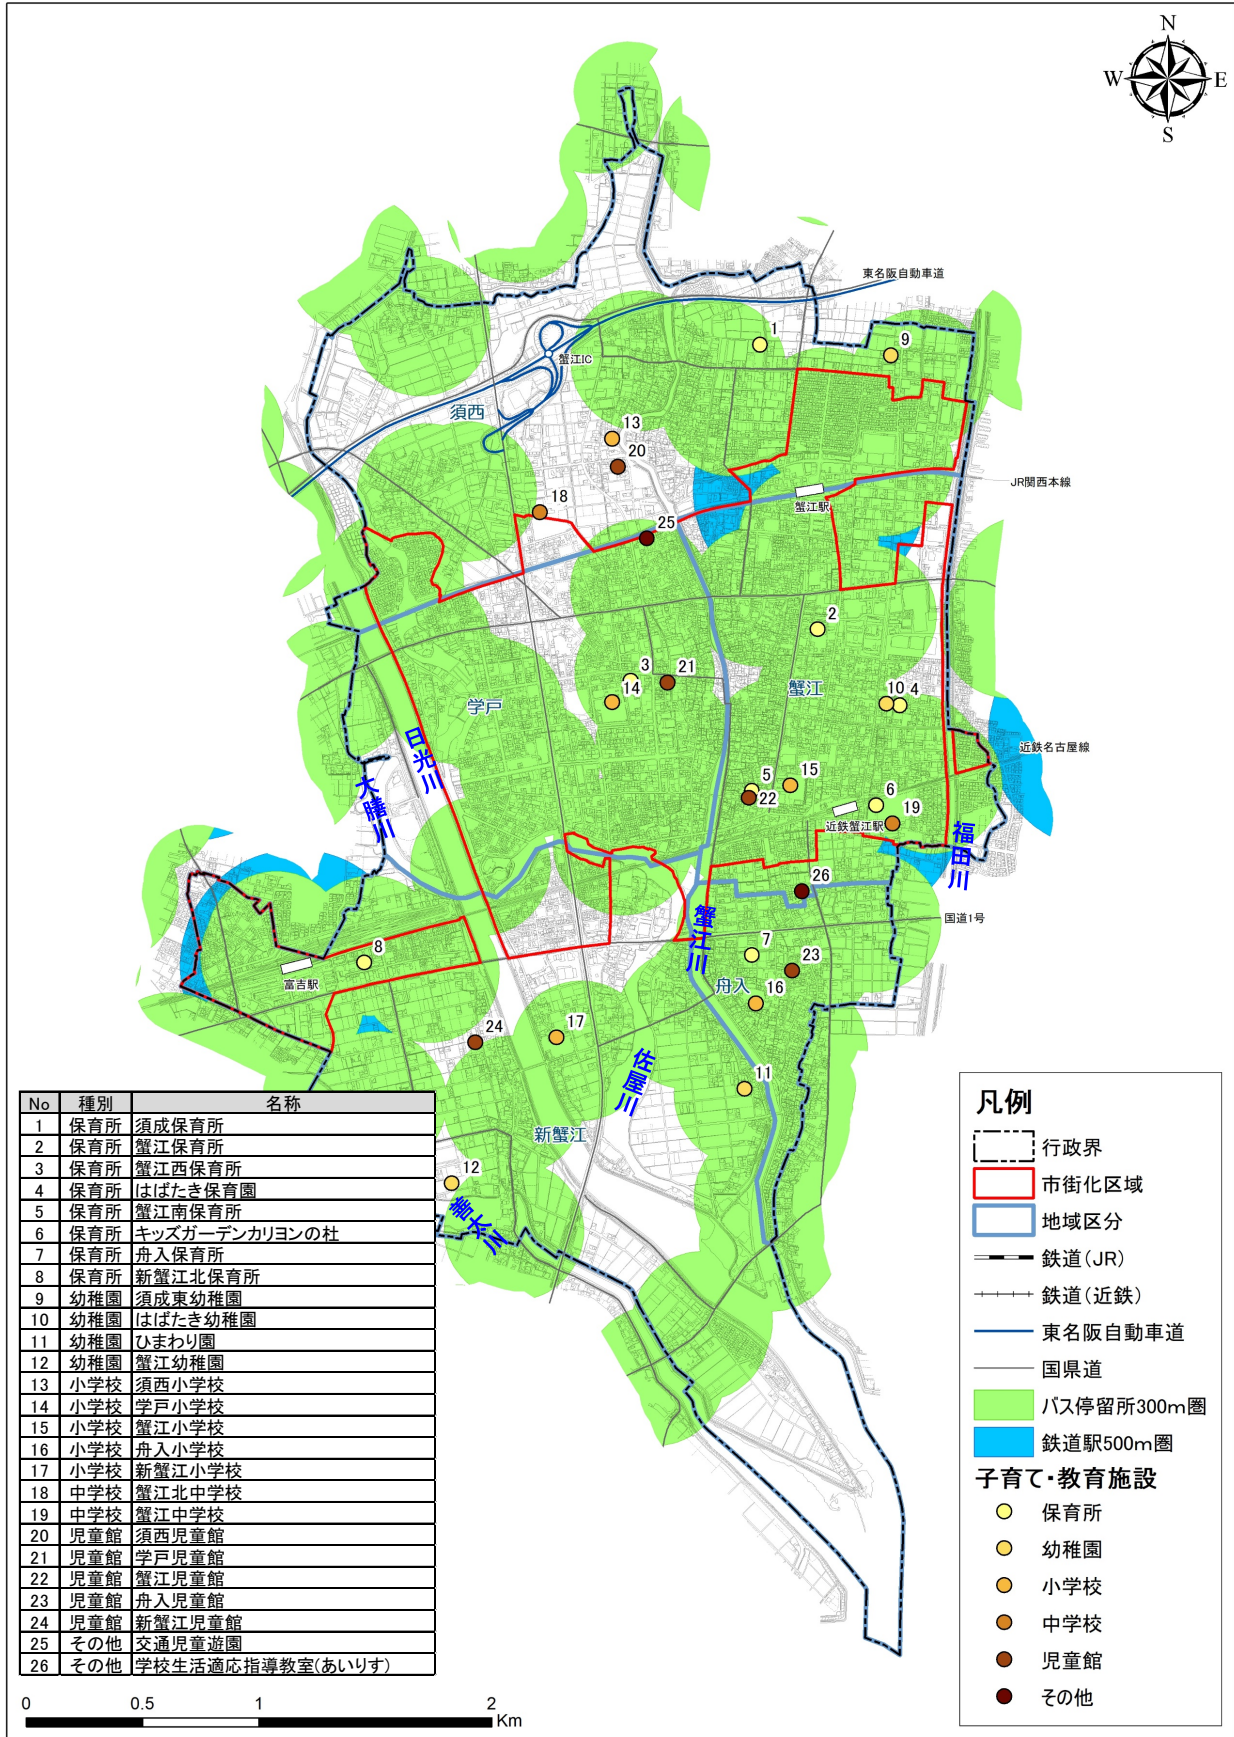 N
W
E
S
東名阪自動車道
1
9
蟹江IC
須西
13
20
JR関西本線
蟹江駅
18
25
2
3
21
蟹江
10 4
14
学戸
日光川
近鉄名古屋線
大膳川
5
15
22
6
19
近鉄蟹江駅
福田川
26
蟹江川
国道1号
7
8
23
富吉駅
舟入
16
24
17
佐屋川
11
新蟹江
12
善太川
No 種別 名称
1 保育所 須成保育所
2 保育所 蟹江保育所
3 保育所 蟹江西保育所
4 保育所 はばたき保育園
5 保育所 蟹江南保育所
6 保育所 キッズガーデンカリヨンの杜
7 保育所 舟入保育所
8 保育所 新蟹江北保育所
9 幼稚園 須成東幼稚園
10 幼稚園 はばたき幼稚園
11 幼稚園 ひまわり園
12 幼稚園 蟹江幼稚園
13 小学校 須西小学校
14 小学校 学戸小学校
15 小学校 蟹江小学校
16 小学校 舟入小学校
17 小学校 新蟹江小学校
18 中学校 蟹江北中学校
19 中学校 蟹江中学校
20 児童館 須西児童館
21 児童館 学戸児童館
22 児童館 蟹江児童館
23 児童館 舟入児童館
24 児童館 新蟹江児童館
25 その他 交通児童遊園
26 その他 学校生活適応指導教室(あいりす)
0 0.5 1 2
Km
凡例
行政界
市街化区域
地域区分
鉄道(JR)
鉄道(近鉄)
東名阪自動車道
国県道
バス停留所300m圏
鉄道駅500m圏
子育て・教育施設
保育所
幼稚園
小学校
中学校
児童館
その他